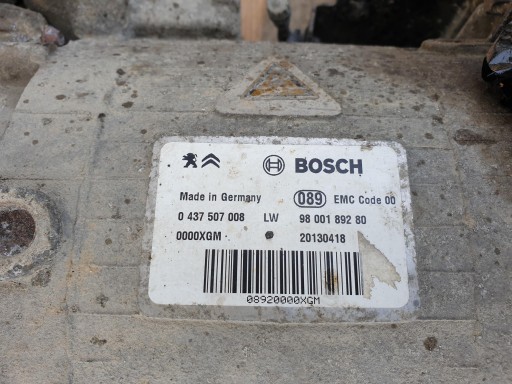 BOSCH
Made in Germany 089 EMC Code 00
0 437 507 008 LW 98 001 892 80
0000XGM 20130418
08920000XGM